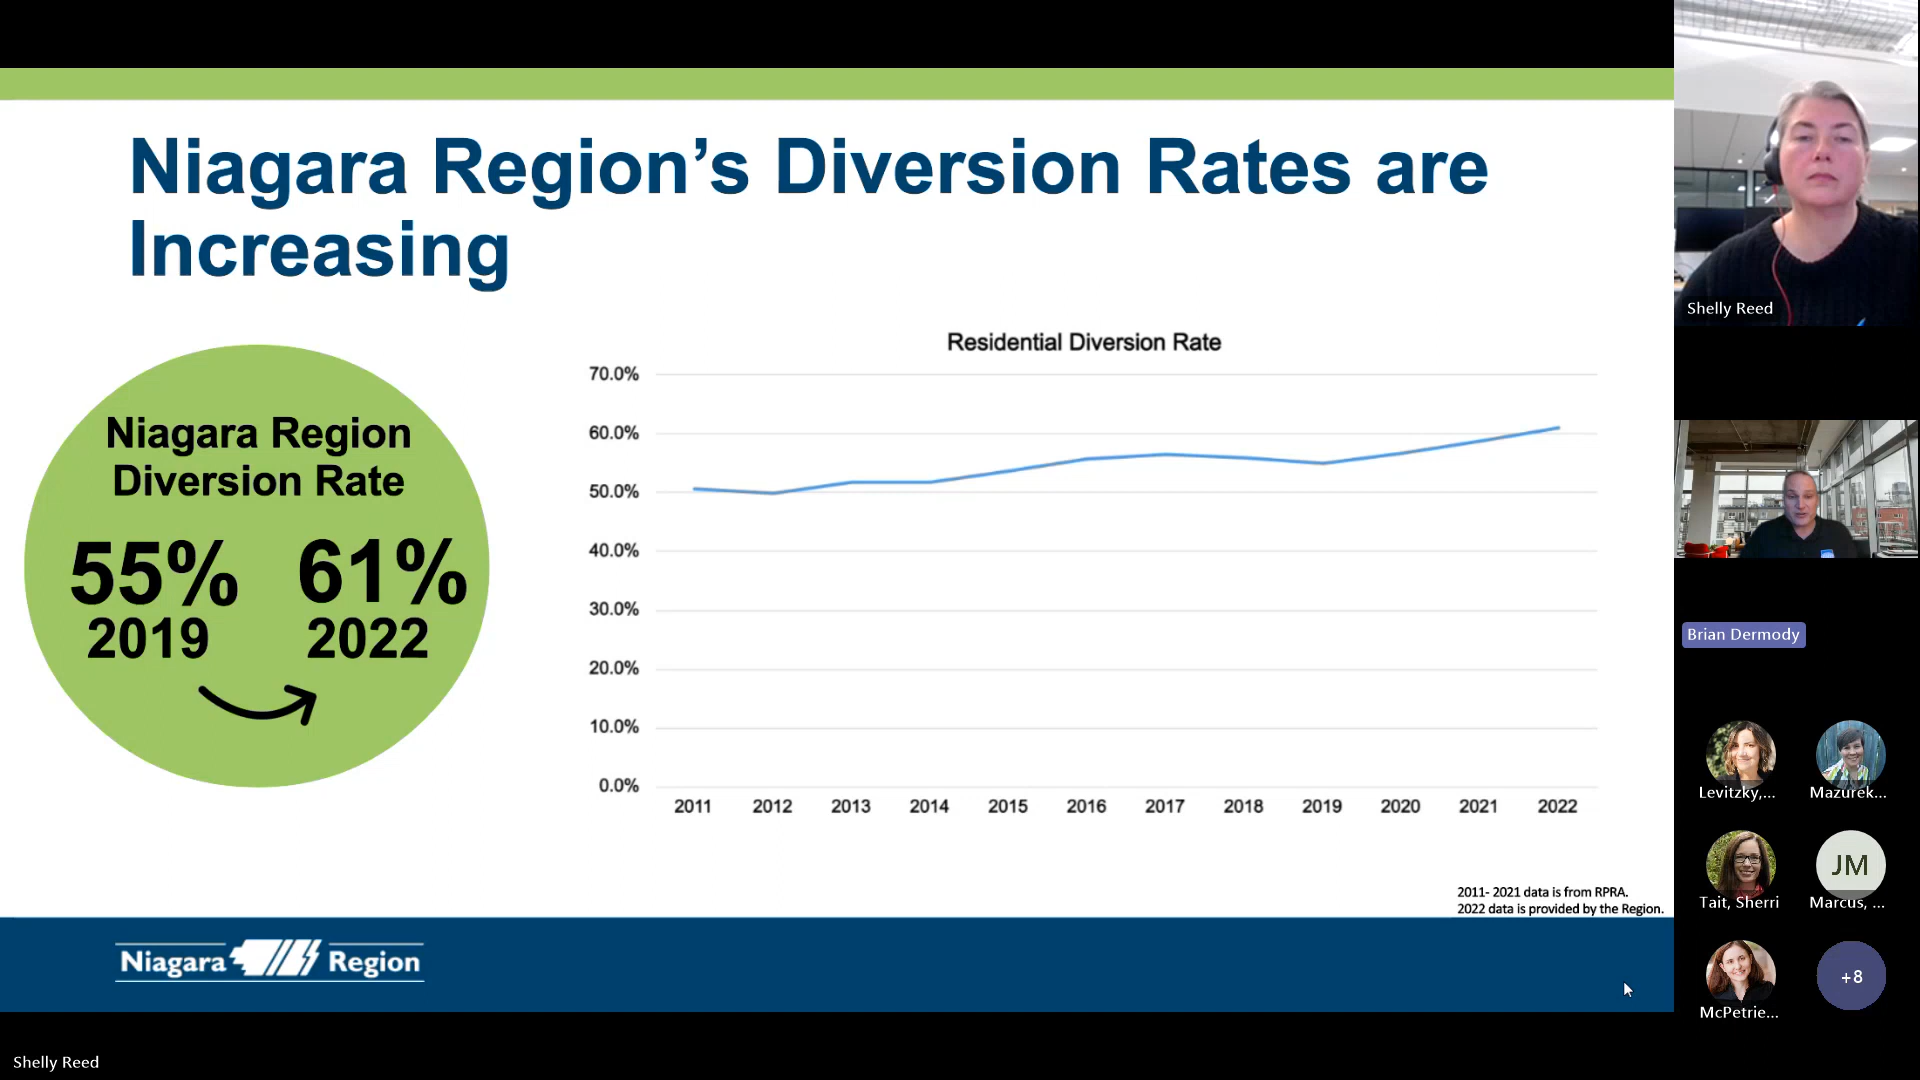 Niagara Region’s Diversion Rates are
Increasing
Niagara Region
Diversion Rate
55% 61%
2019 2022
Residential Diversion Rate
70.0%
60.0%
50.0%
40.0%
30.0%
20.0%
10.0%
0.0%
2011 2012 2013 2014 2015 2016 2017 2018 2019 2020 2021 2022
2011- 2021 data is from RPRA.
2022 data is provided by the Region.
Niagara Region
Shelly Reed
Shelly Reed
Brian Dermody
Levitzky,... Mazurek...
JM
Tait, Sherri Marcus, ...
+8
McPetrie...